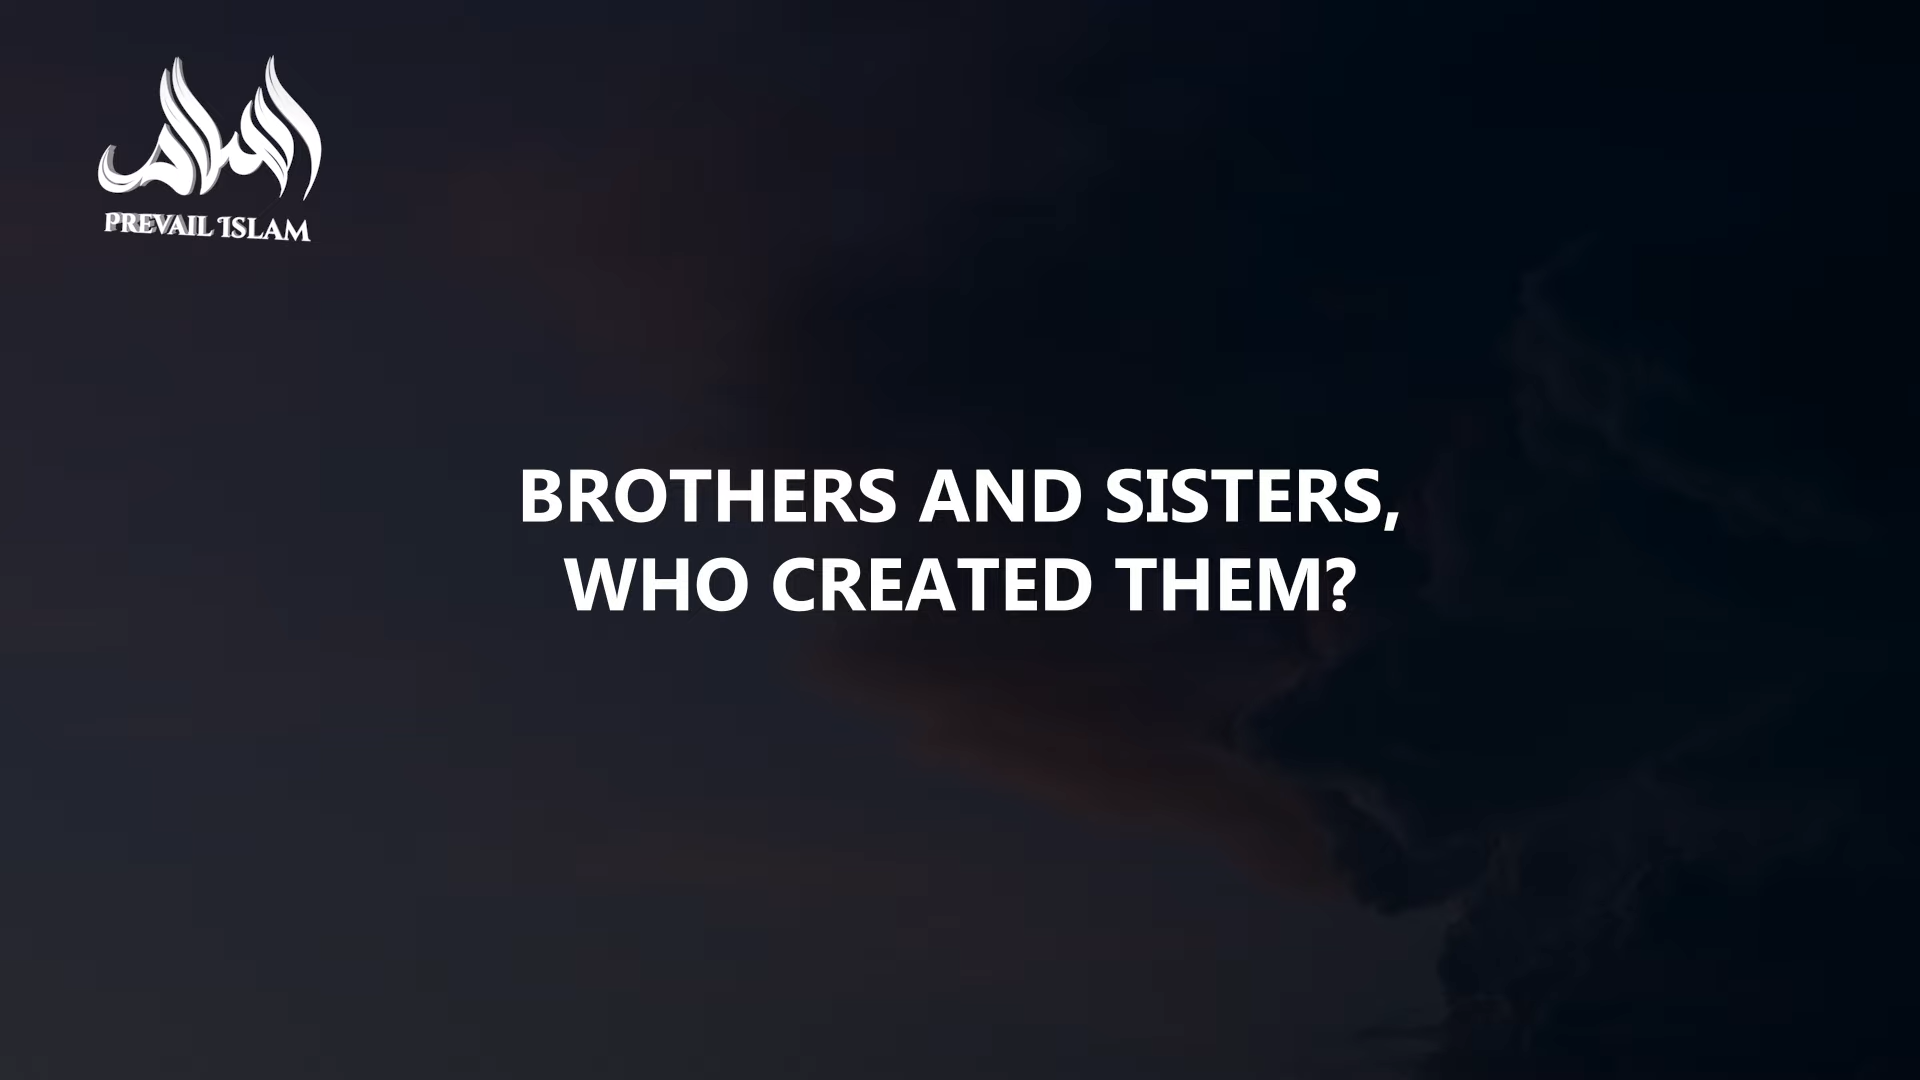 PREVAIL ISLAM
BROTHERS AND SISTERS,
WHO CREATED THEM?